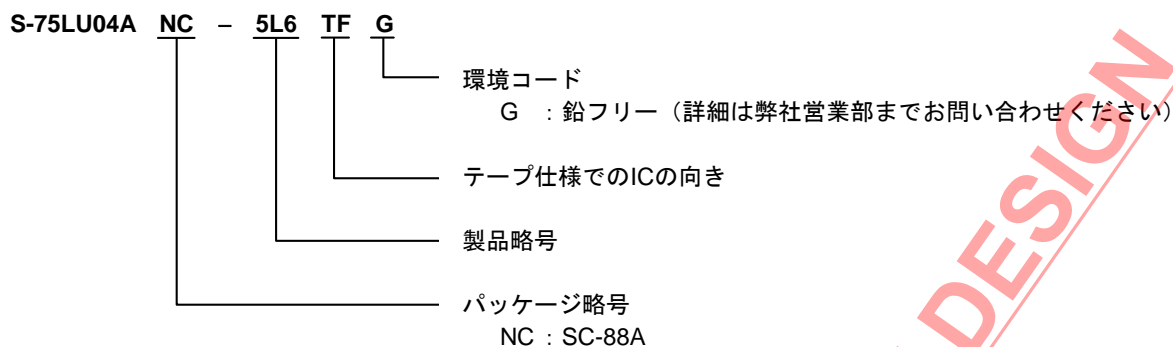 S-75LU04A NC – 5L6 TF G
環境コード
G : 鉛フリー（詳細は弊社営業部までお問い合わせください）
テープ仕様でのICの向き
製品略号
パッケージ略号
NC : SC-88A
DESIGN